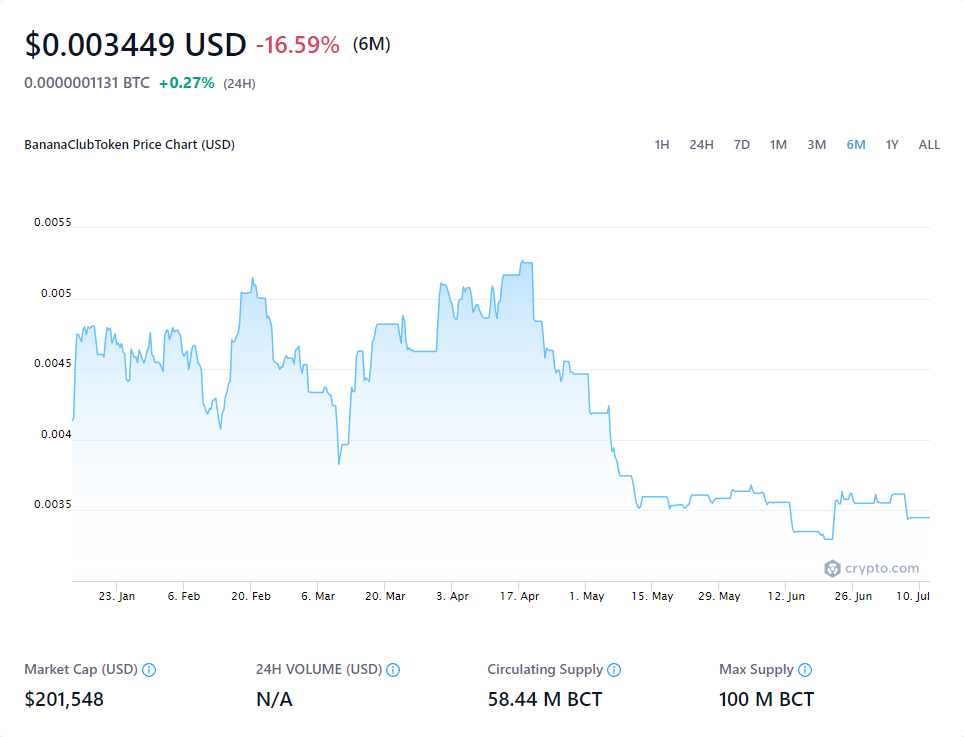 $0.003449 USD -16.59% (6M)
0.0000001131 BTC +0.27% (24H)
BananaClubToken Price Chart (USD) 1H 24H 7D 1M 3M 6M 1Y ALL
0.0055
0.005
0.0045
0.004
0.0035
crypto.com
23. Jan 6. Feb 20. Feb 6. Mar 20. Mar 3. Apr 17. Apr 1. May 15. May 29. May 12. Jun 26. Jun 10. Jul
Market Cap (USD) 24H VOLUME (USD) Circulating Supply Max Supply
$201,548 N/A 58.44 M BCT 100 M BCT